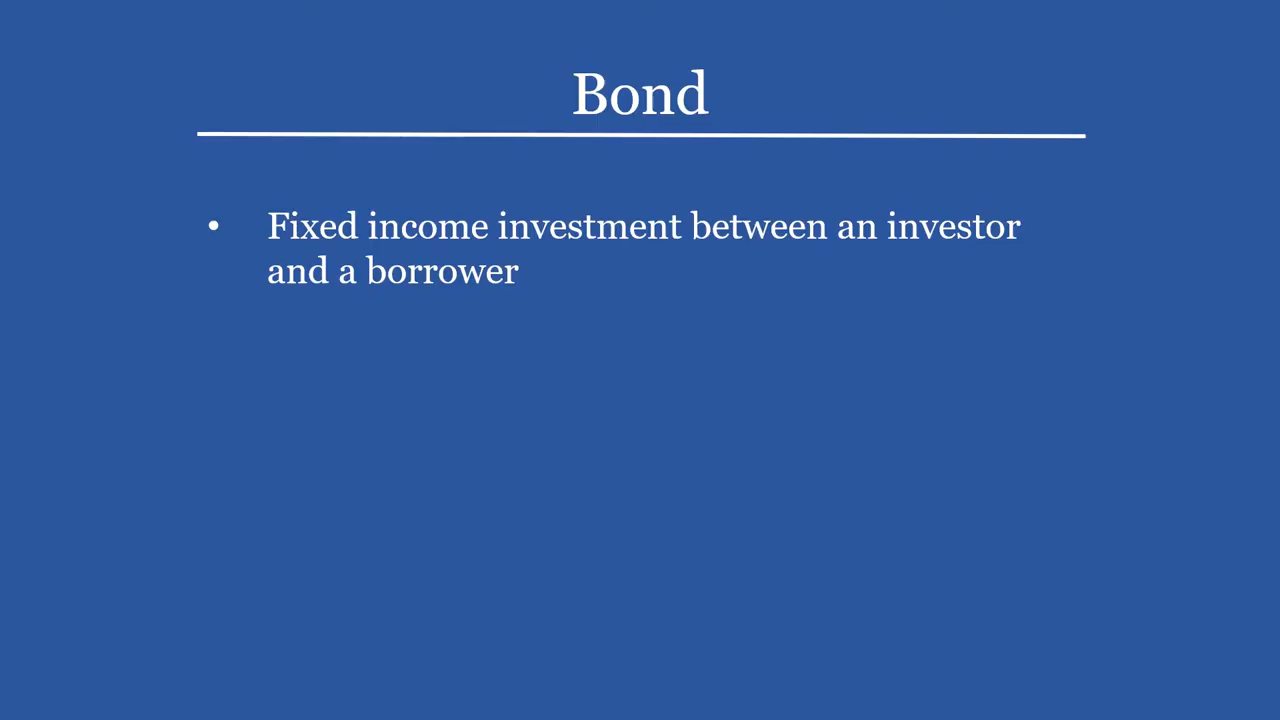 Bond
• Fixed income investment between an investor
and a borrower